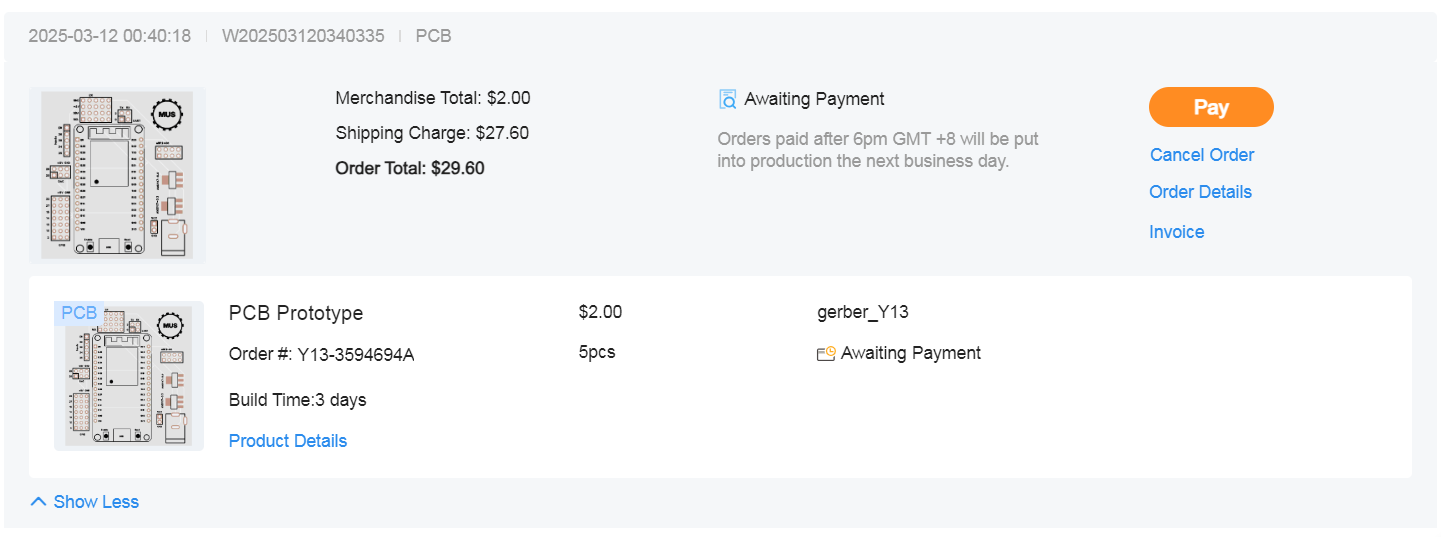 2025-03-12 00:40:18 | W202503120340335 | PCB
MUS
Merchandise Total: $2.00
Shipping Charge: $27.60
Order Total: $29.60
Awaiting Payment
Orders paid after 6pm GMT +8 will be put
into production the next business day.
Pay
Cancel Order
Order Details
Invoice
PCB
MUS
PCB Prototype
Order #: Y13-3594694A
Build Time:3 days
Product Details
$2.00
5pcs
gerber_Y13
Awaiting Payment
Show Less